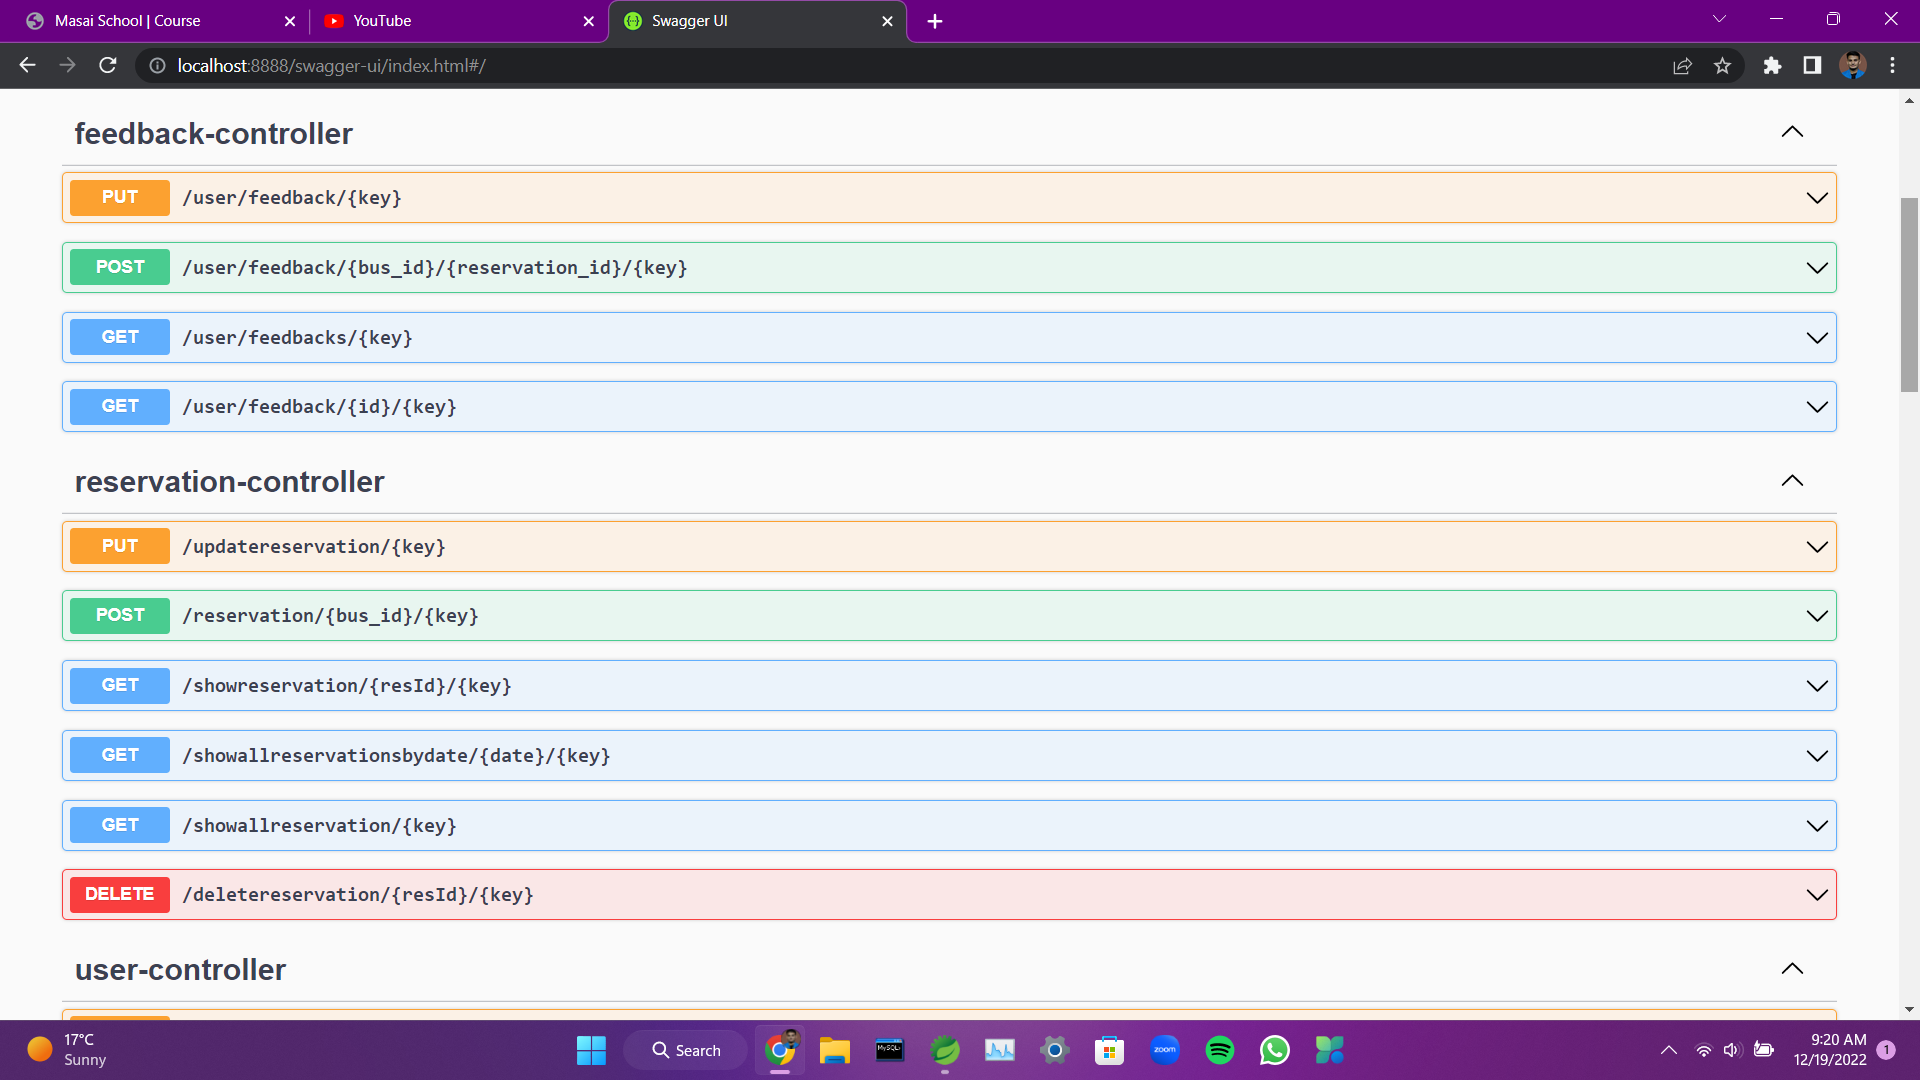 Masai School | Course
YouTube
Swagger UI
localhost:8888/swagger-ui/index.html#/
feedback-controller
PUT /user/feedback/{key}
POST /user/feedback/{bus_id}/{reservation_id}/{key}
GET /user/feedbacks/{key}
GET /user/feedback/{id}/{key}
reservation-controller
PUT /updatereservation/{key}
POST /reservation/{bus_id}/{key}
GET /showreservation/{resId}/{key}
GET /showallreservationsbydate/{date}/{key}
GET /showallreservation/{key}
DELETE /deletereservation/{resId}/{key}
user-controller
17°C
Sunny
Search
MySQL
zoom
9:20 AM
12/19/2022
1